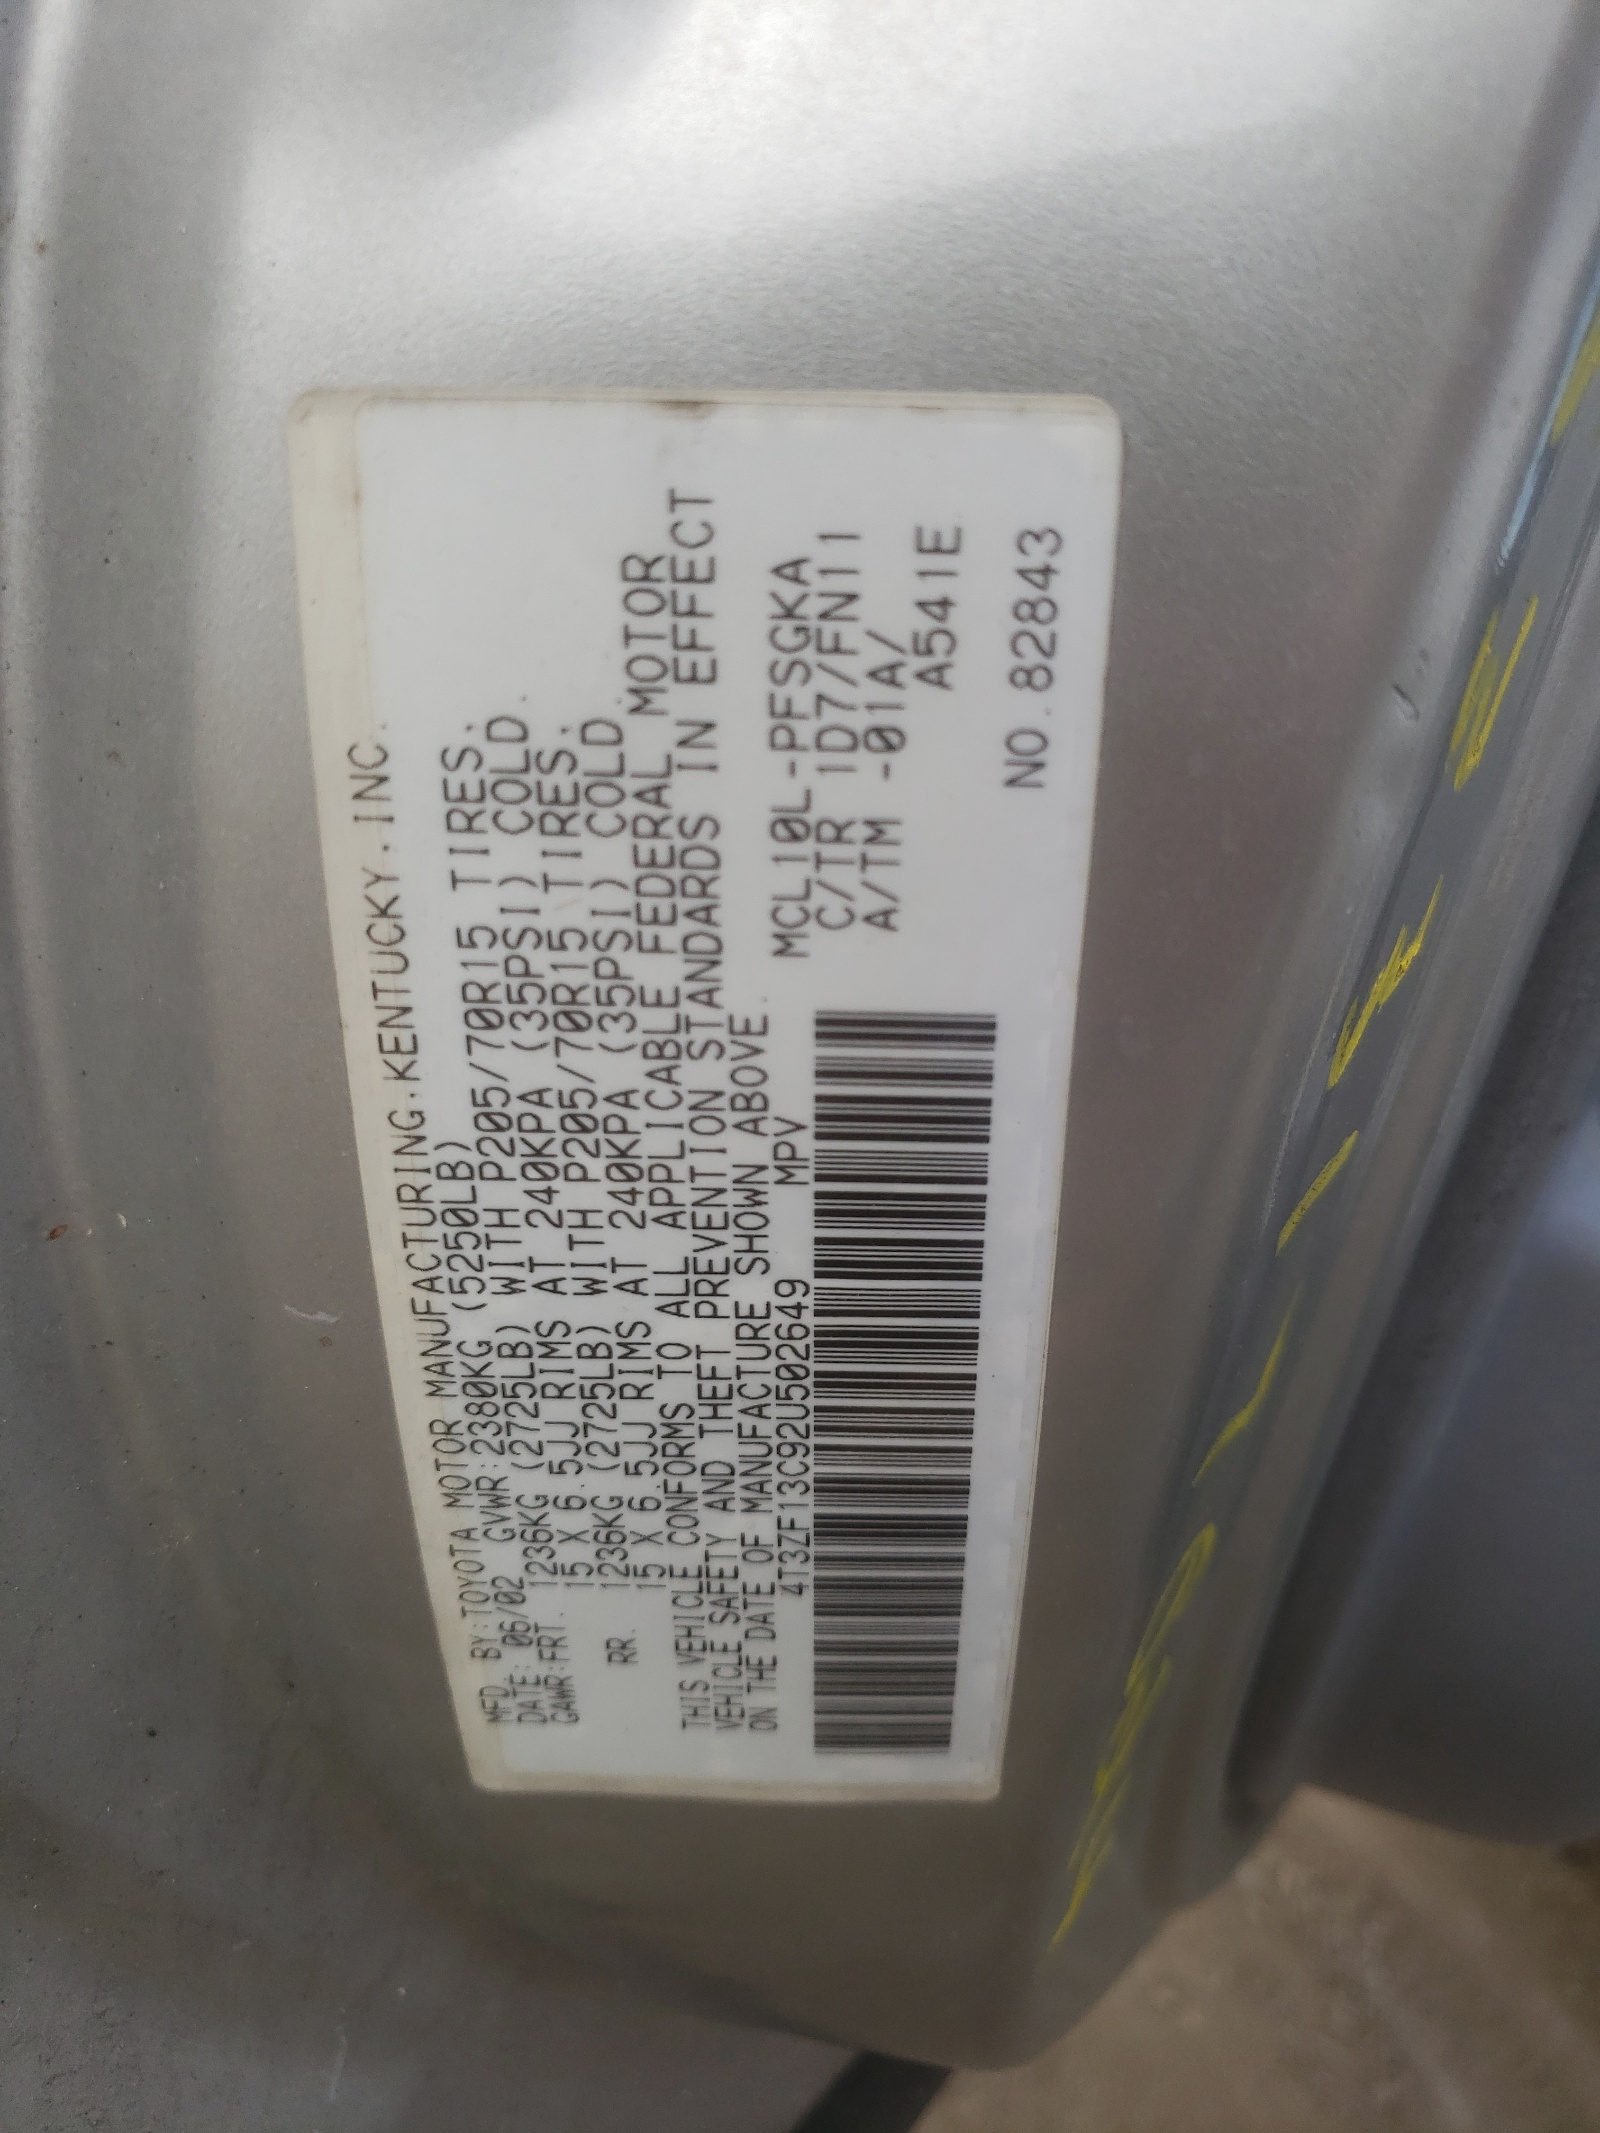 MFD. BY:TOYOTA MOTOR MANUFACTURING.KENTUCKY.INC.
DATE: 06/02 GVWR:2380KG (5250LB)
GAWR:FRT. 1236KG (2725LB) WITH P205/70R15 TIRES.
15 X 6.5JJ RIMS AT 240KPA (35PSI) COLD.
RR. 1236KG (2725LB) WITH P205/70R15 TIRES.
15 X 6.5JJ RIMS AT 240KPA (35PSI) COLD.
THIS VEHICLE CONFORMS TO ALL APPLICABLE FEDERAL MOTOR
VEHICLE SAFETY AND THEFT PREVENTION STANDARDS IN EFFECT
ON THE DATE OF MANUFACTURE SHOWN ABOVE.
4T3ZF13C92U502649 MPV
MCL10L-PFSGKA
C/TR 1D7/FN11
A/TM -01A/
A541E
NO.82843